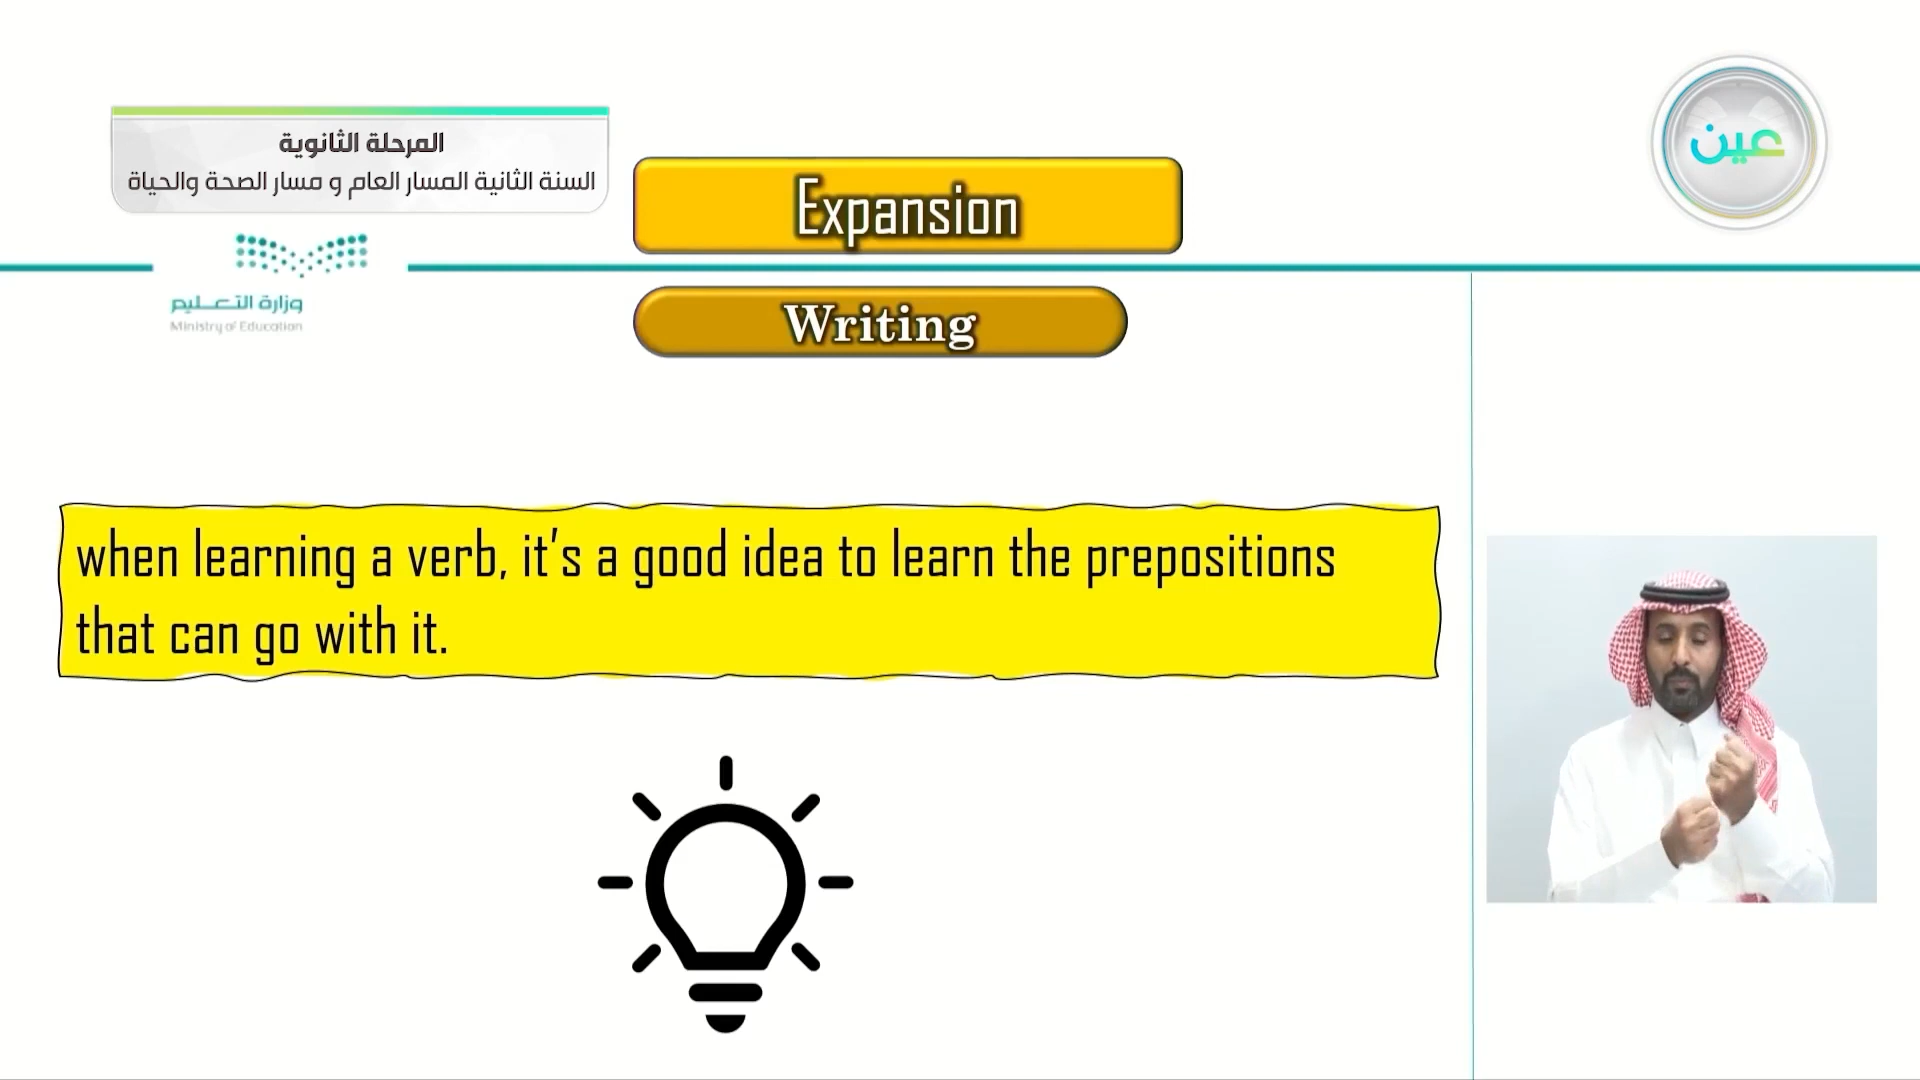 المرحلة الثانوية
السنة الثانية المسار العام و مسار الصحة والحياة
عين
Expansion
وزارة التعليم
Ministry of Education
Writing
when learning a verb, it's a good idea to learn the prepositions
that can go with it.